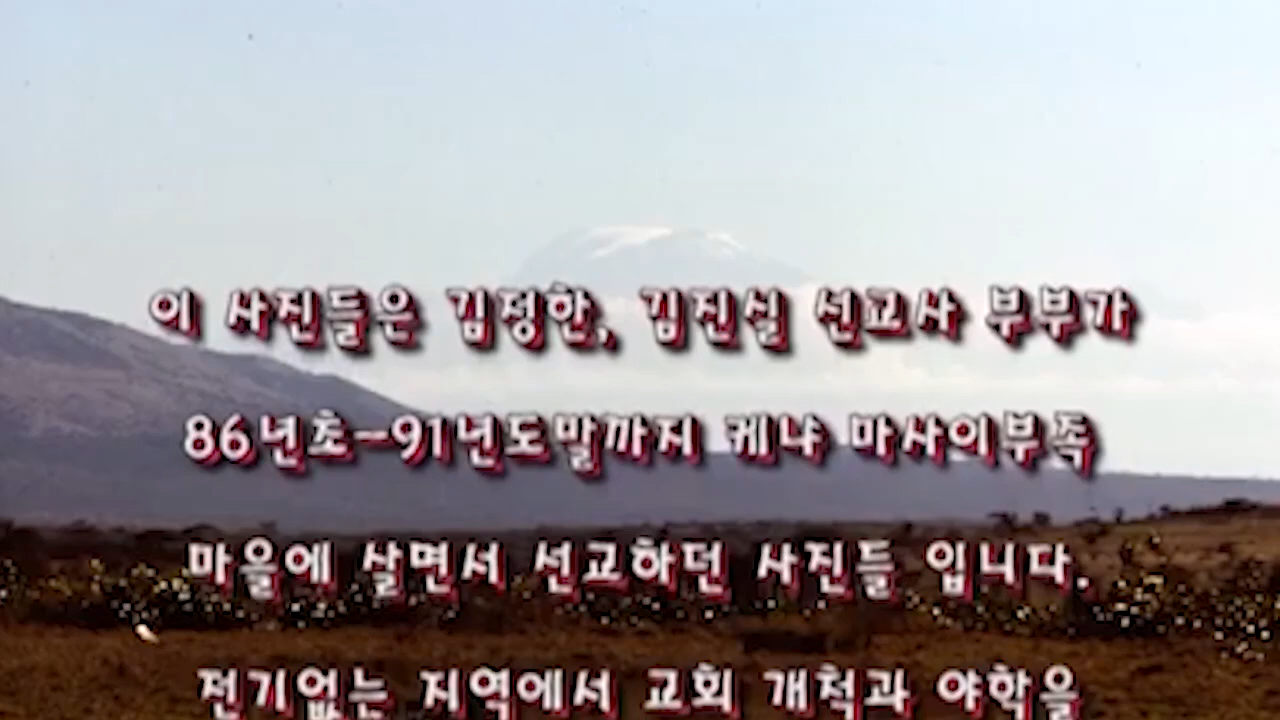 이 사진들은 김정한, 김진실 선교사 부부가
86년초-91년도말까지 케냐 마사이부족
마을에 살면서 선교하던 사진들 입니다.
전기없는 지역에서 교회 개척과 야학을